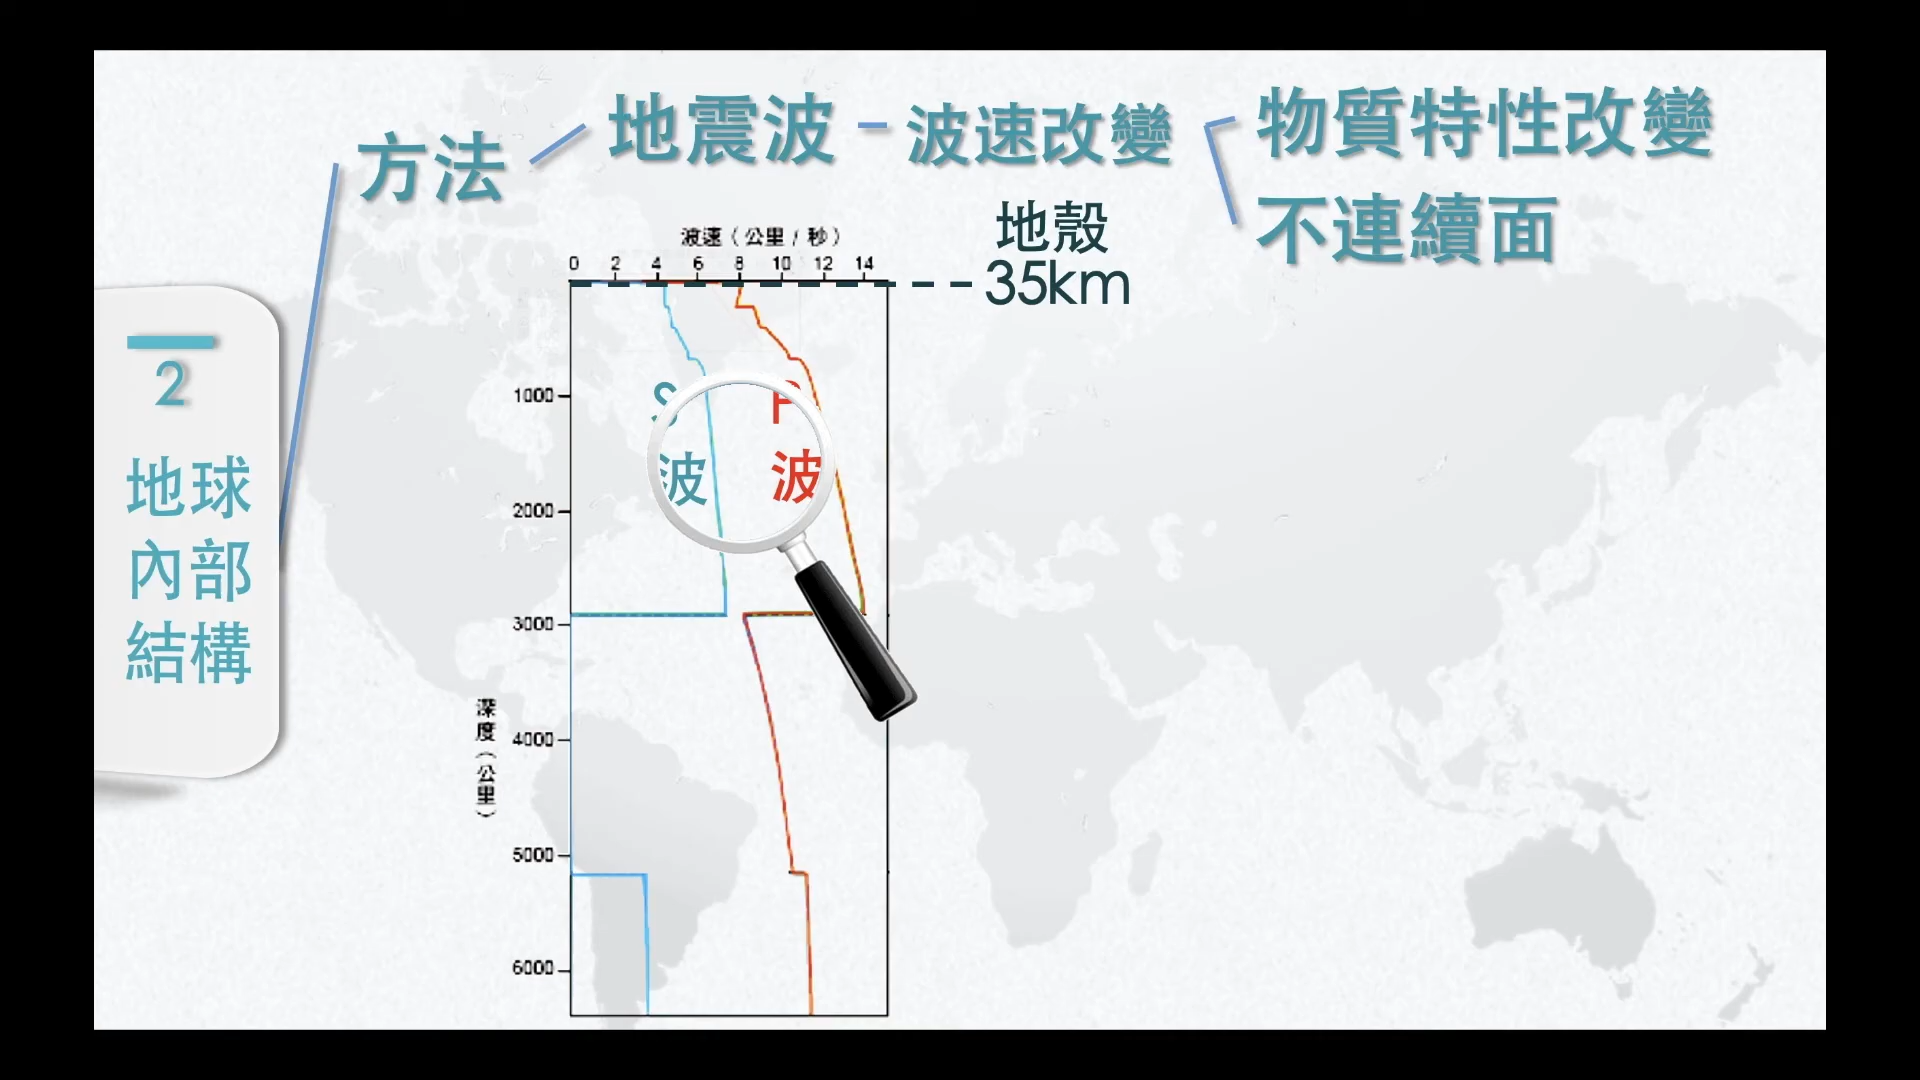 方法
地震波
波速改變
物質特性改變
不連續面
地殼
35km
波速（公里/秒）
0 2 4 6 8 10 12 14
2
地球
內部
結構
S
波
P
波
1000
2000
3000
4000
5000
6000
深度（公里）